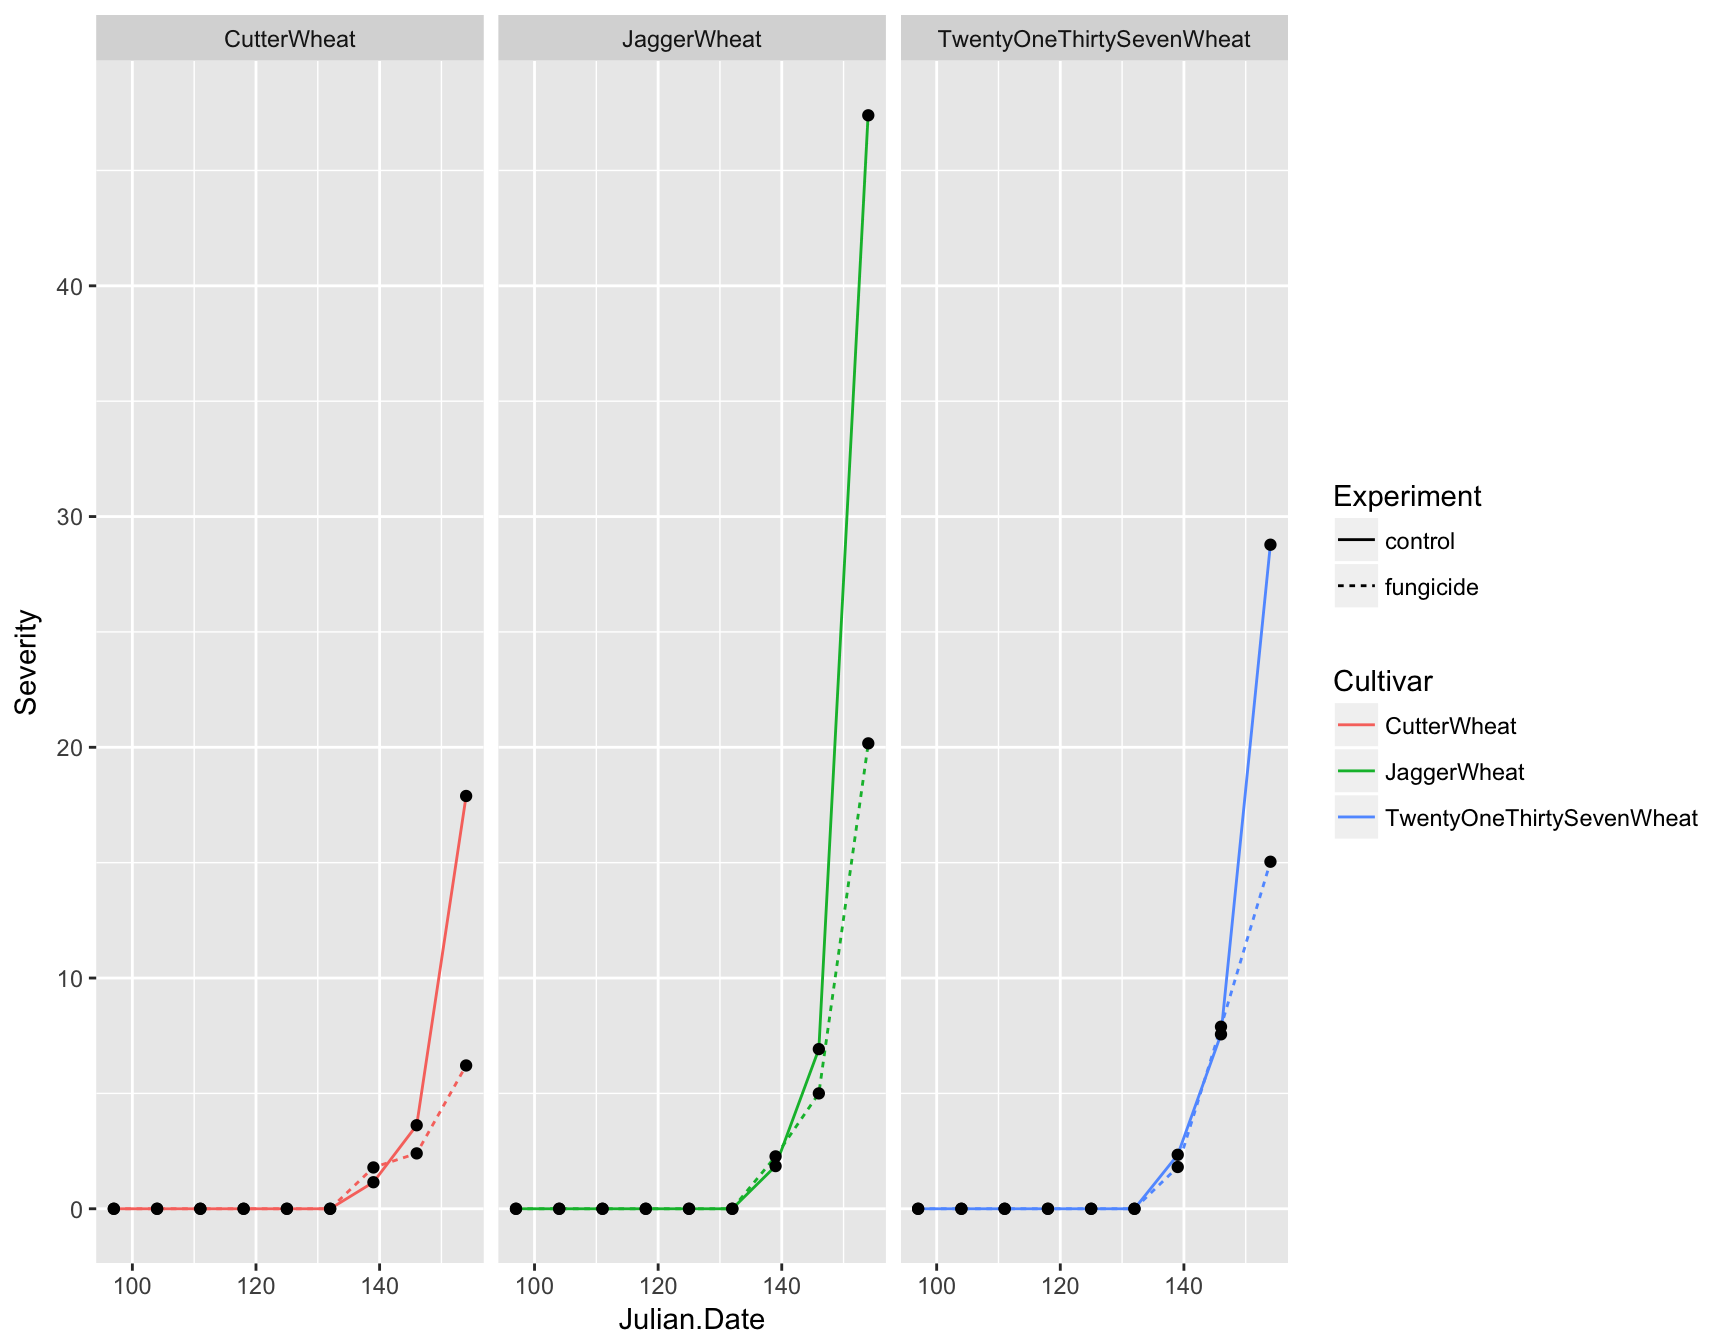 CutterWheat JaggerWheat TwentyOneThirtySevenWheat
40
30
20
10
0
Severity
100 120 140 100 120 140 100 120 140
Julian.Date
Experiment
control
fungicide
Cultivar
CutterWheat
JaggerWheat
TwentyOneThirtySevenWheat